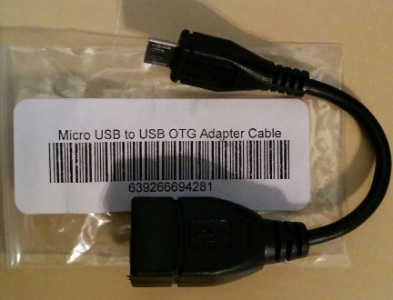 Micro USB to USB OTG Adapter Cable
639266694281